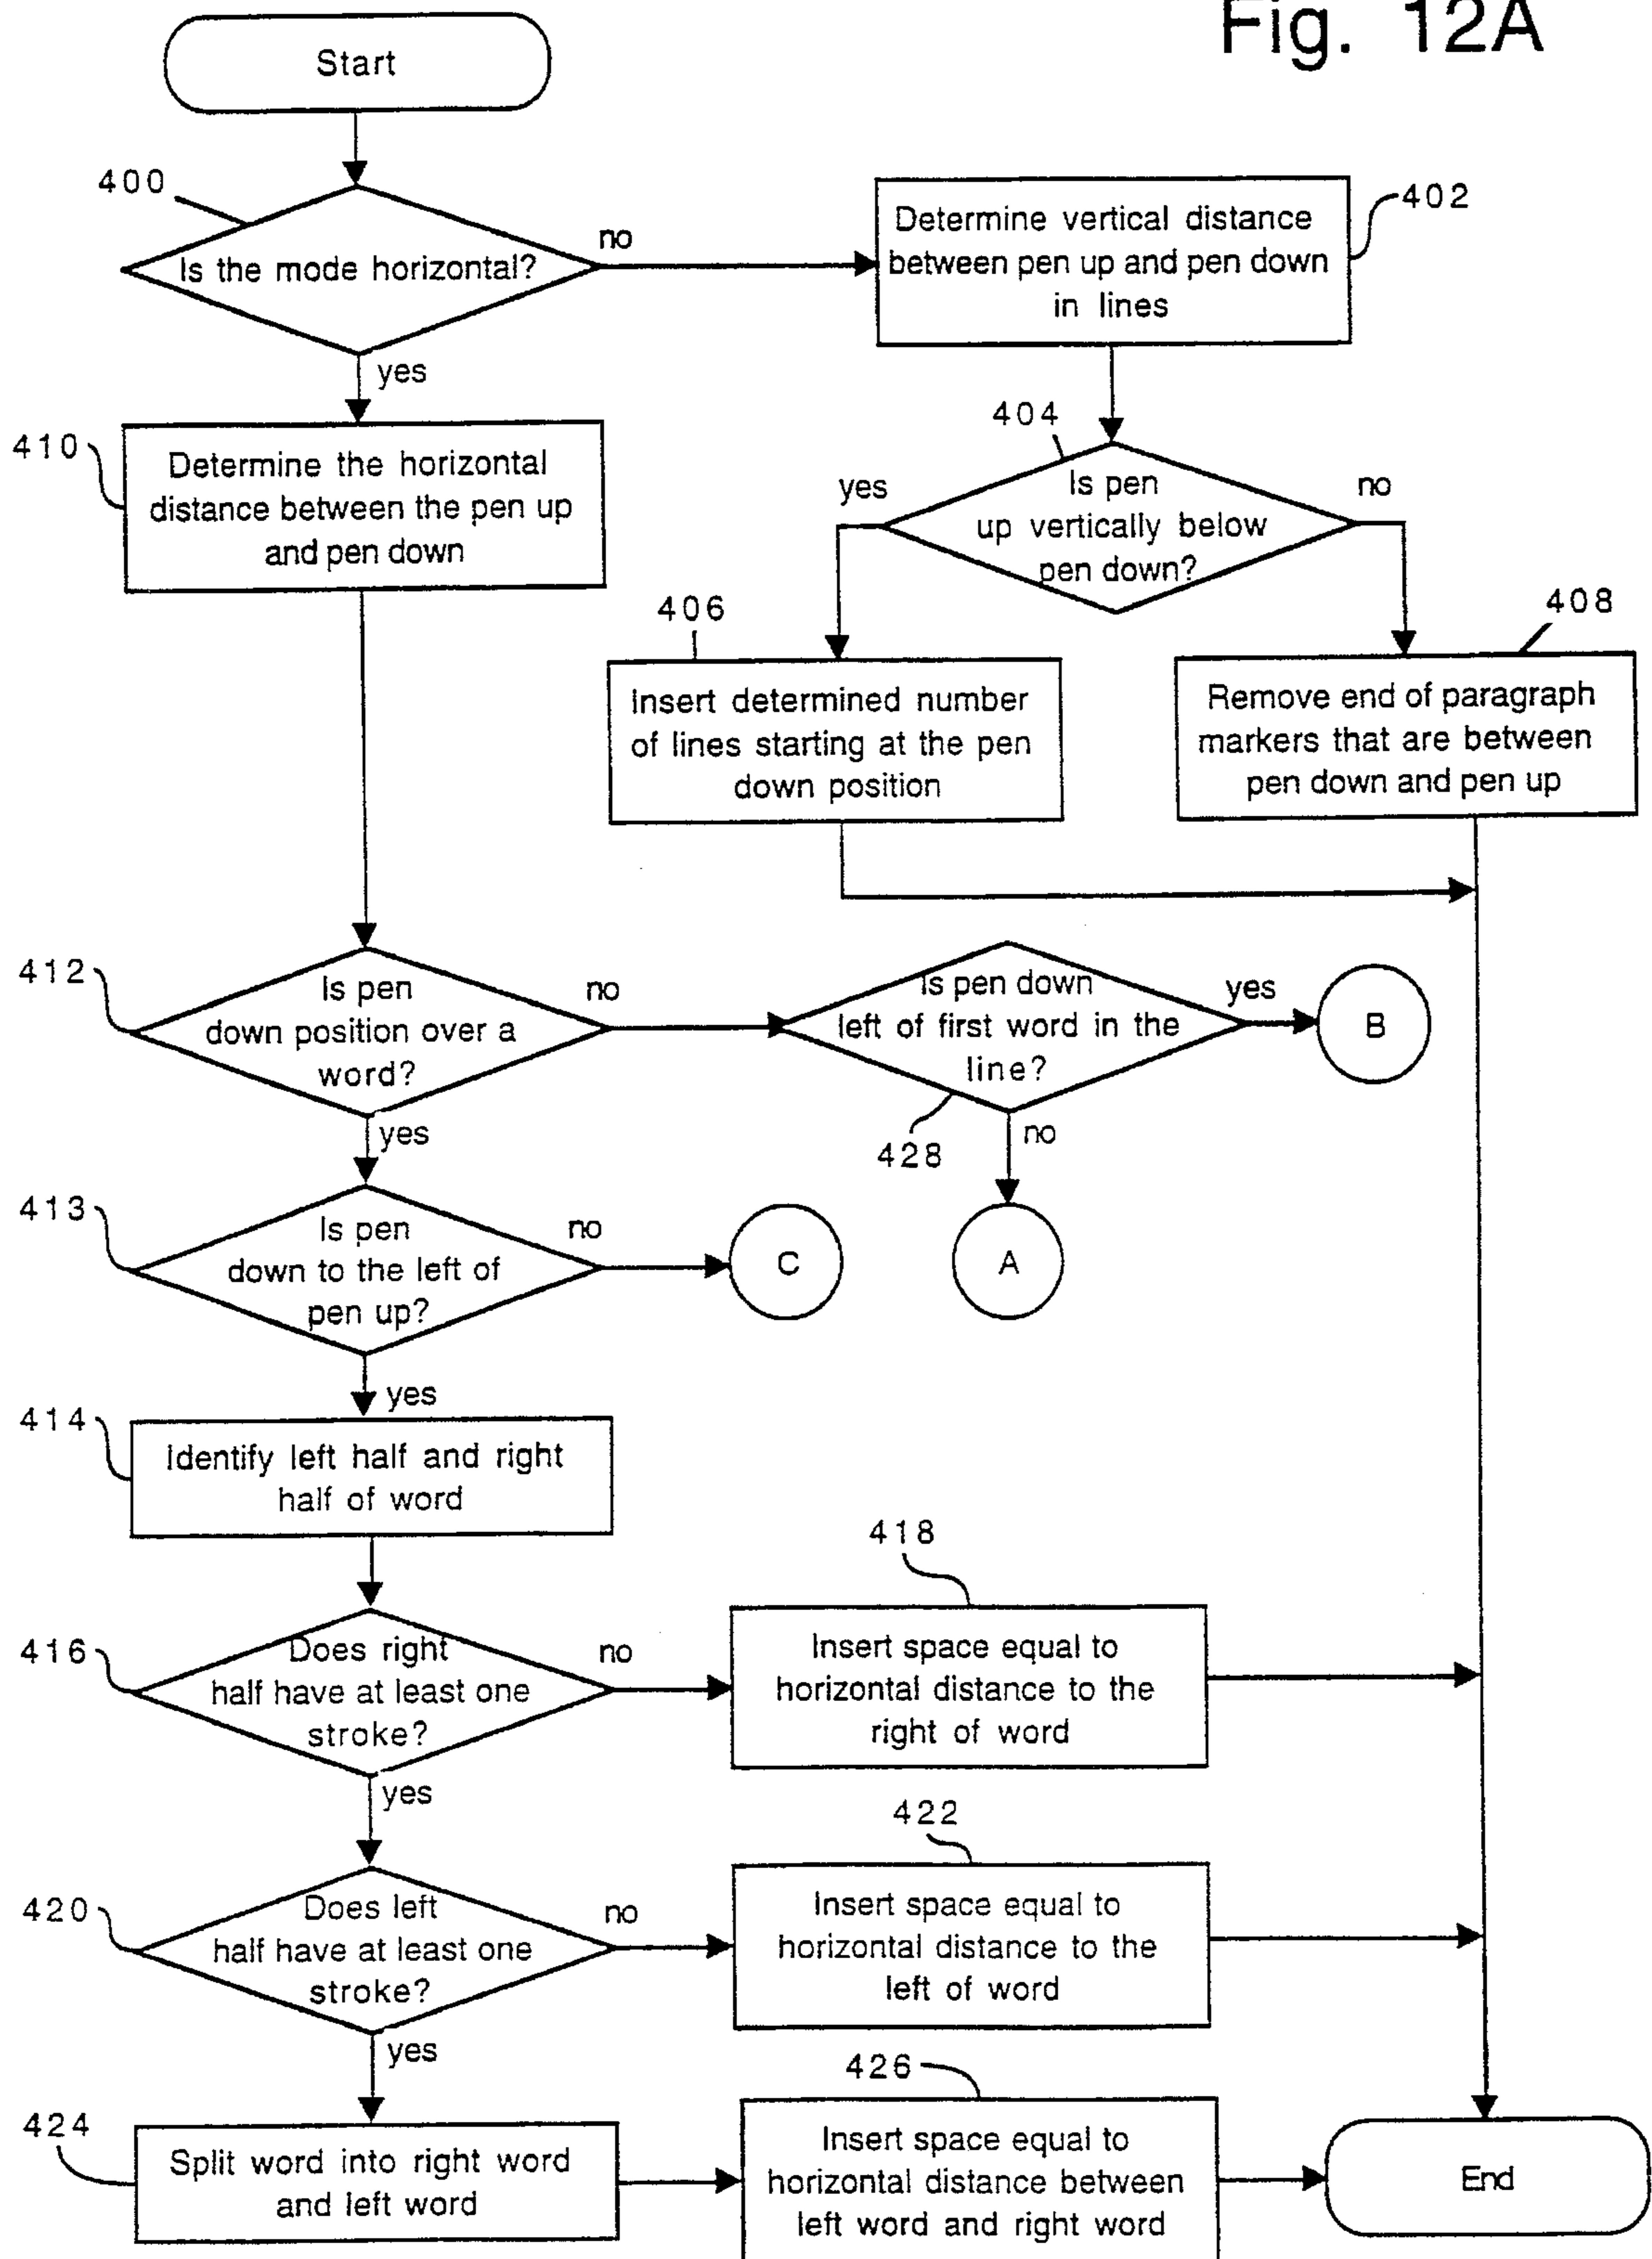 Fig. 12A
Start
400
Is the mode horizontal?
no
yes
402
Determine vertical distance
between pen up and pen down
in lines
404
Is pen
up vertically below
pen down?
yes
no
406
Insert determined number
of lines starting at the pen
down position
408
Remove end of paragraph
markers that are between
pen down and pen up
410
Determine the horizontal
distance between the pen up
and pen down
412
Is pen
down position over a
word?
no
yes
Is pen down
left of first word in the
line?
yes
B
428
no
A
413
Is pen
down to the left of
pen up?
no
C
yes
414
Identify left half and right
half of word
416
Does right
half have at least one
stroke?
no
yes
418
Insert space equal to
horizontal distance to the
right of word
420
Does left
half have at least one
stroke?
no
yes
422
Insert space equal to
horizontal distance to the
left of word
424
Split word into right word
and left word
426
Insert space equal to
horizontal distance between
left word and right word
End